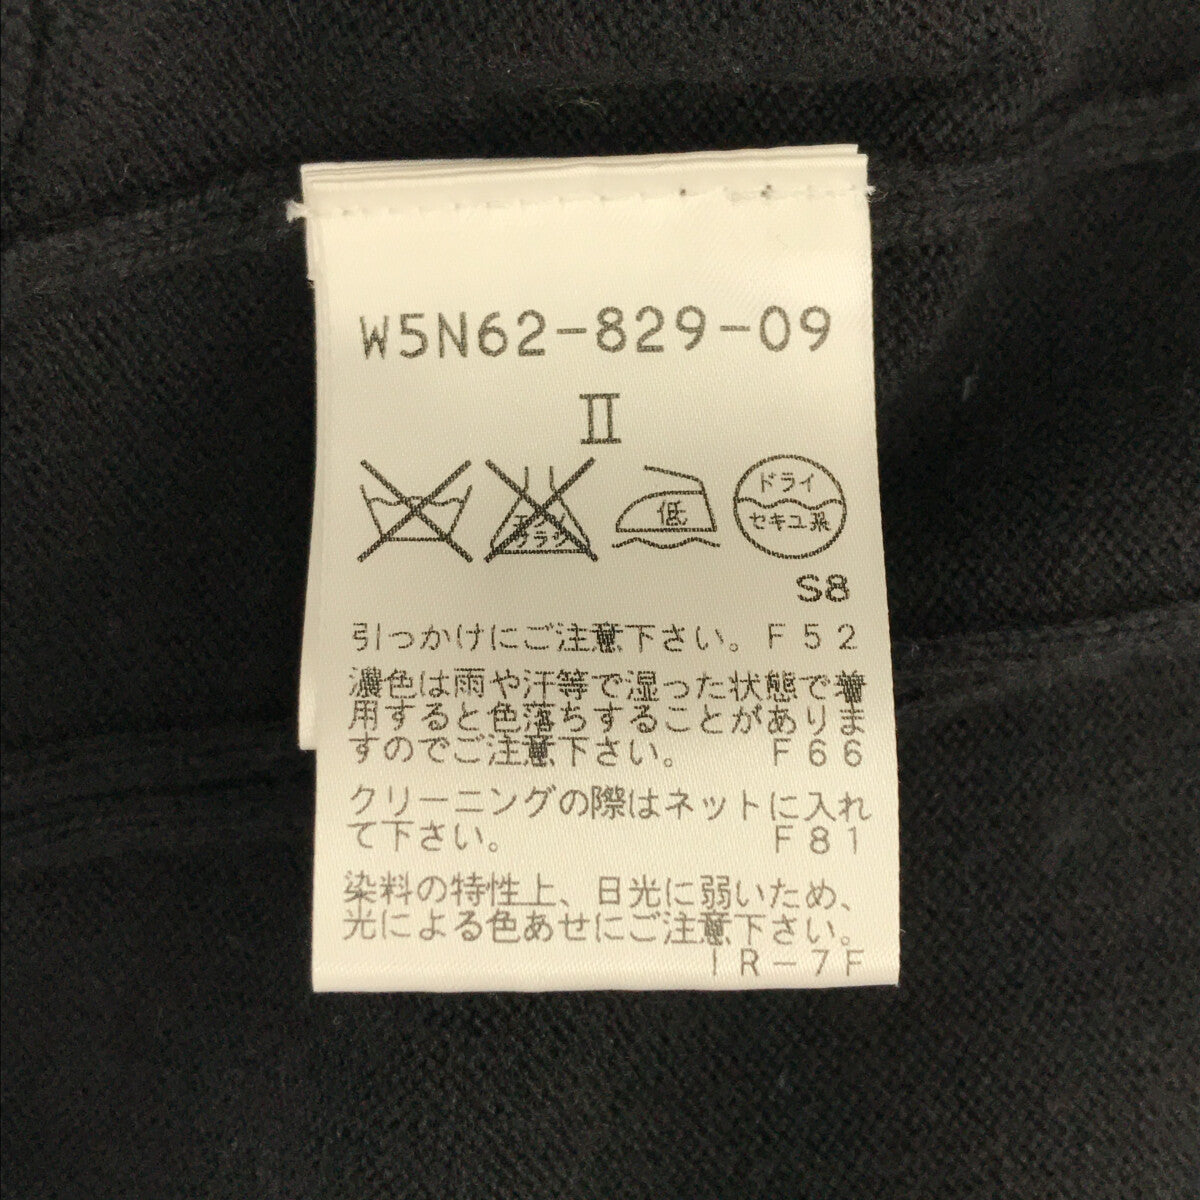 W5N62-829-09
II
エンソ
サラシ
低
ドライ
セキユ系
S8
引っかけにご注意下さい。F52
濃色は雨や汗等で湿った状態で着
用すると色落ちすることがありま
すのでご注意下さい。 F66
クリーニングの際はネットに入れ
て下さい。 F81
染料の特性上、日光に弱いため、
光による色あせにご注意下さい。
IR-7F